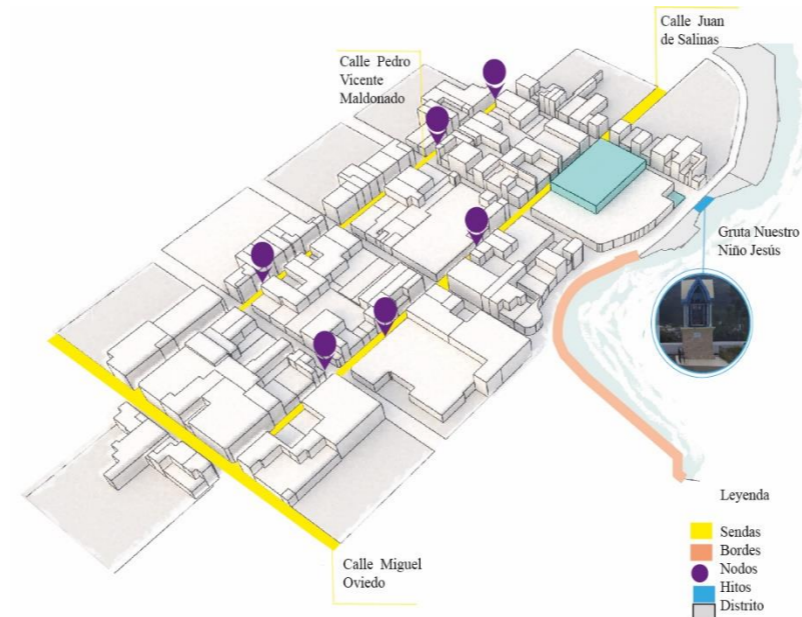 Calle Juan
de Salinas
Calle Pedro
Vicente
Maldonado
Gruta Nuestro
Niño Jesús
Leyenda
Sendas
Bordes
Nodos
Hitos
Distrito
Calle Miguel
Oviedo